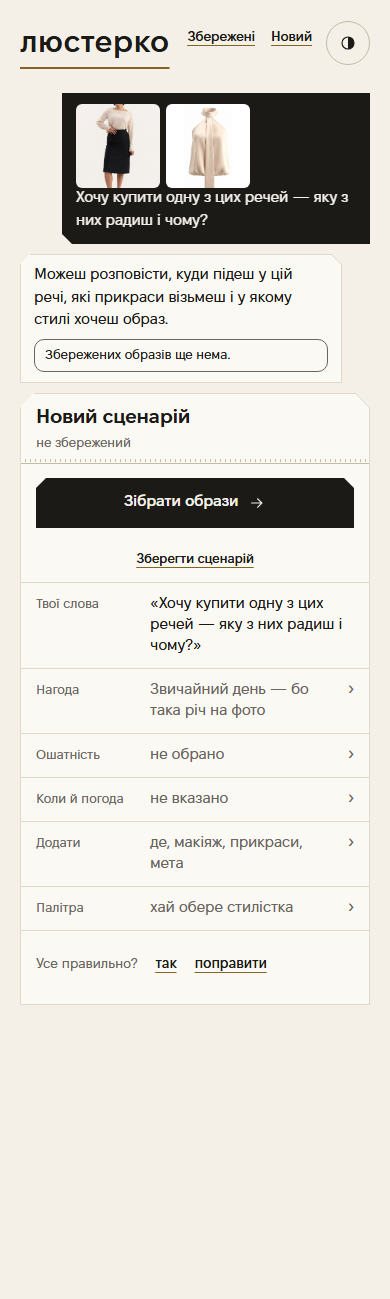 люстерко
Збережені
Новий
Хочу купити одну з цих речей — яку з
них радиш і чому?
Можеш розповісти, куди підеш у цій
речі, які прикраси візьмеш і у якому
стилі хочеш образ.
Збережених образів ще нема.
Новий сценарій
не збережений
Зібрати образи →
Зберегти сценарій
Твої слова
«Хочу купити одну з цих
речей — яку з них радиш і
чому?»
Нагода
Звичайний день — бо
така річ на фото
Ошатність
не обрано
Коли й погода
не вказано
Додати
де, макіяж, прикраси,
мета
Палітра
хай обере стилістка
Усе правильно? так поправити